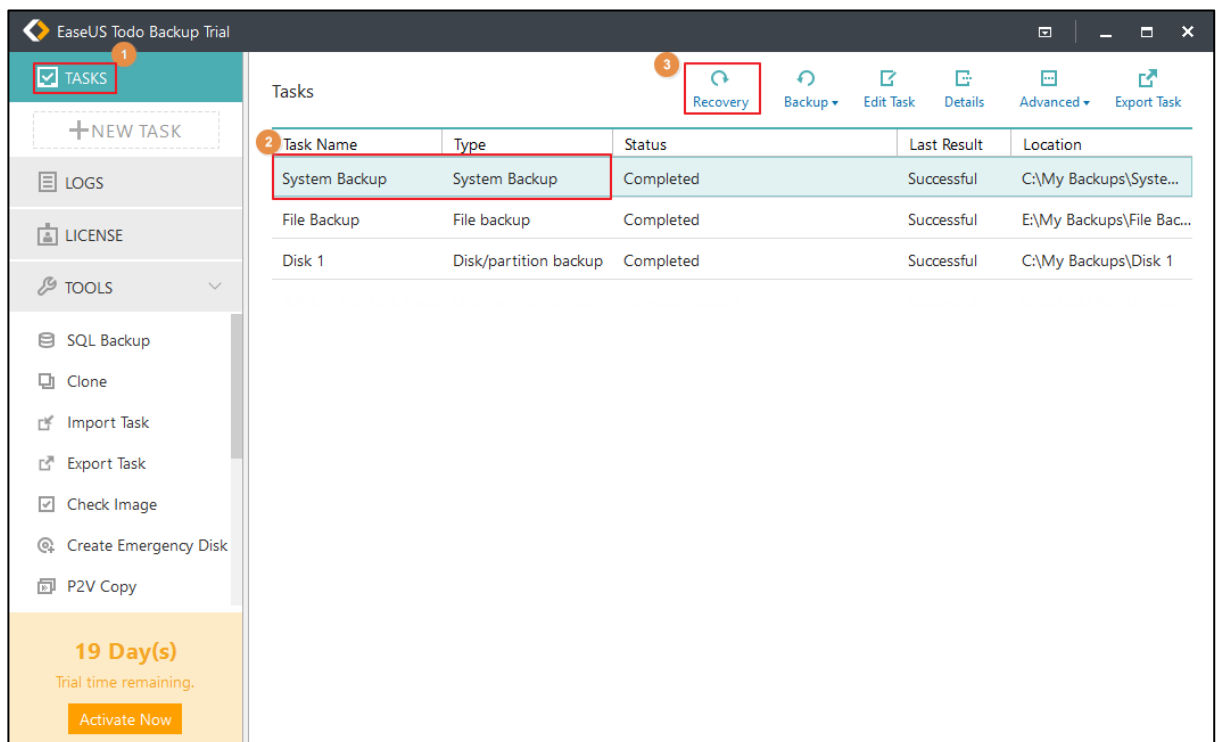 EaseUS Todo Backup Trial
1
TASKS
NEW TASK
LOGS
LICENSE
TOOLS
SQL Backup
Clone
Import Task
Export Task
Check Image
Create Emergency Disk
P2V Copy
19 Day(s)
Trial time remaining.
Activate Now
Tasks
3
Recovery Backup Edit Task Details Advanced Export Task
2
Task Name Type Status Last Result Location
System Backup System Backup Completed Successful C:\My Backups\Syste...
File Backup File backup Completed Successful E:\My Backups\File Bac...
Disk 1 Disk/partition backup Completed Successful C:\My Backups\Disk 1